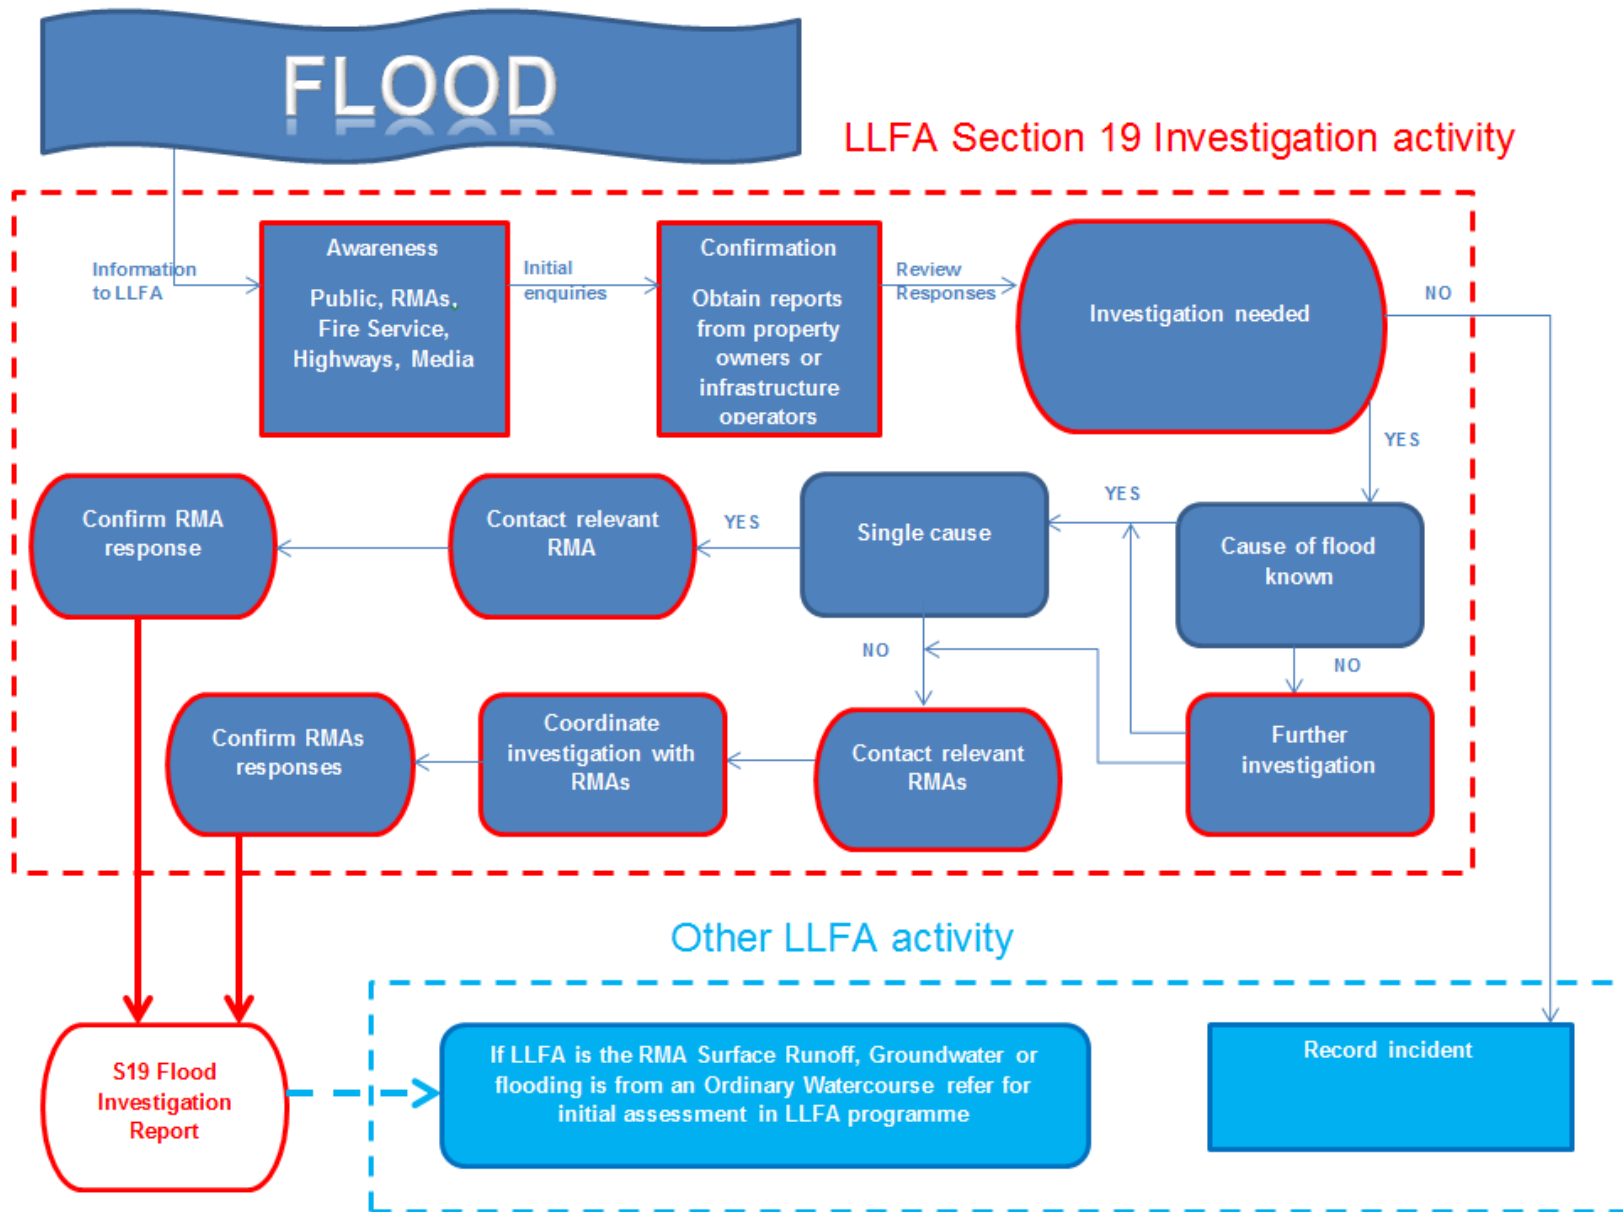 FLOOD
LLFA Section 19 Investigation activity
Information
to LLFA
Awareness
Public, RMAs,
Fire Service,
Highways, Media
Initial
enquiries
Confirmation
Obtain reports
from property
owners or
infrastructure
operators
Review
Responses
Investigation needed
NO
YES
Confirm RMA
response
Contact relevant
RMA
YES
Single cause
YES
Cause of flood
known
NO
NO
Confirm RMAs
responses
Coordinate
investigation with
RMAs
Contact relevant
RMAs
Further
investigation
Other LLFA activity
S19 Flood
Investigation
Report
If LLFA is the RMA Surface Runoff, Groundwater or
flooding is from an Ordinary Watercourse refer for
initial assessment in LLFA programme
Record incident